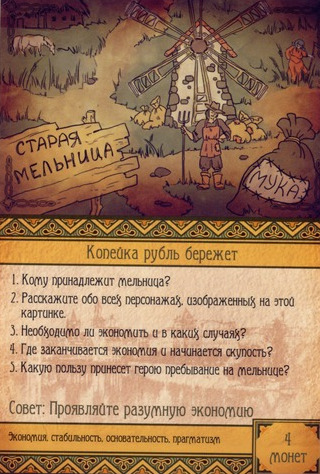 СТАРАЯ
МЕЛЬНИЦА
МУКА
Копейка рубль бережет
1. Кому принадлежит мельница?
2. Расскажите обо всех персонажах, изображенных на этой
картинке.
3. Необходимо ли экономить и в каких случаях?
4. Где заканчивается экономия и начинается скупость?
5. Какую пользу принесет герою пребывание на мельнице?
Совет: Проявляйте разумную экономию
Экономия, стабильность, основательность, прагматизм
4
монет